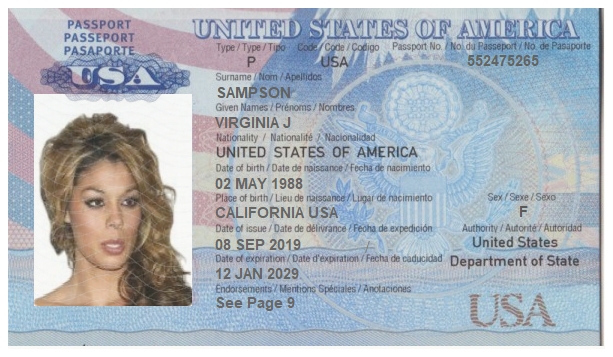 PASSPORT
PASSEPORT
PASAPORTE
USA
UNITED STATES OF AMERICA
Type / Type / Tipo Code / Code / Codigo Passport No. / No. du Passeport / No. de Pasaporte
P USA 552475265
Surname / Nom / Apellidos
SAMPSON
Given Names / Prénoms / Nombres
VIRGINIA J
Nationality / Nationalité / Nacionalidad
UNITED STATES OF AMERICA
Date of birth / Date de naissance / Fecha de nacimiento
02 MAY 1988
Place of birth / Lieu de naissance / Lugar de nacimiento Sex / Sexe / Sexo
CALIFORNIA USA F
Date of issue / Date de délivrance / Fecha de expedición Authority / Autorité / Autoridad
08 SEP 2019 United States
Date of expiration / Date d'expiration / Fecha de caducidad Department of State
12 JAN 2029
Endorsements / Mentions Spéciales / Anotaciones
See Page 9
USA